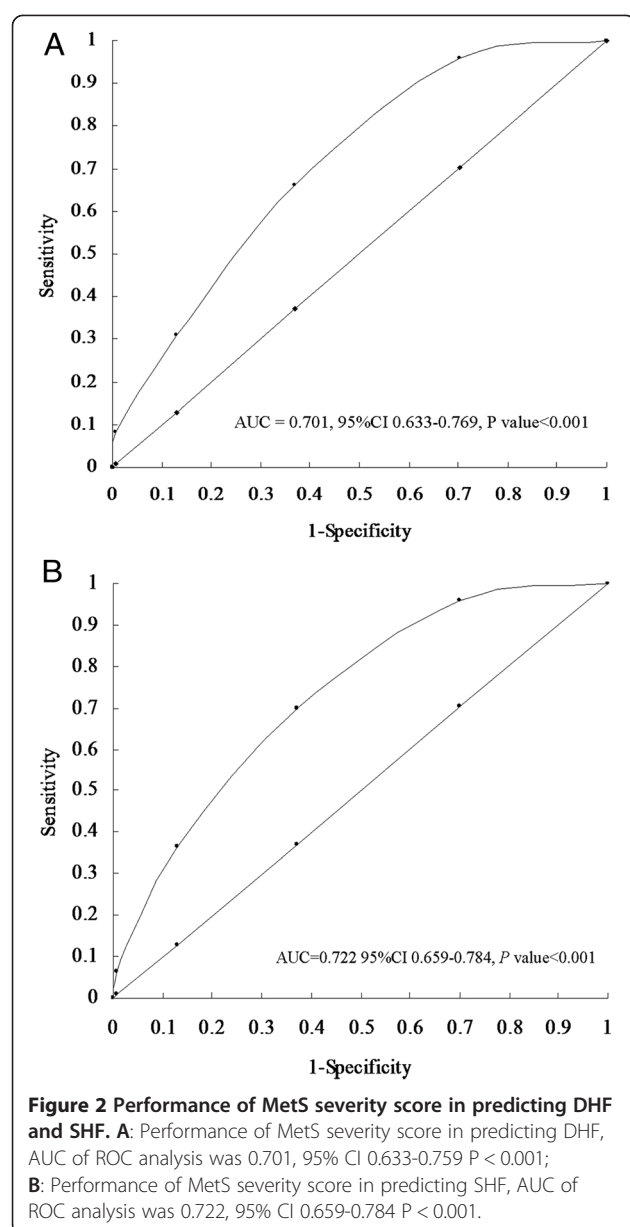 A
1
0.9
0.8
0.7
0.6
0.5
0.4
0.3
0.2
0.1
0
Sensitivity
AUC = 0.701, 95%CI 0.633-0.769, P value<0.001
0 0.1 0.2 0.3 0.4 0.5 0.6 0.7 0.8 0.9 1
1-Specificity
B
1
0.9
0.8
0.7
0.6
0.5
0.4
0.3
0.2
0.1
0
Sensitivity
AUC=0.722 95%CI 0.659-0.784, P value<0.001
0 0.1 0.2 0.3 0.4 0.5 0.6 0.7 0.8 0.9 1
1-Specificity
Figure 2 Performance of MetS severity score in predicting DHF
and SHF. A: Performance of MetS severity score in predicting DHF,
AUC of ROC analysis was 0.701, 95% CI 0.633-0.759 P < 0.001;
B: Performance of MetS severity score in predicting SHF, AUC of
ROC analysis was 0.722, 95% CI 0.659-0.784 P < 0.001.